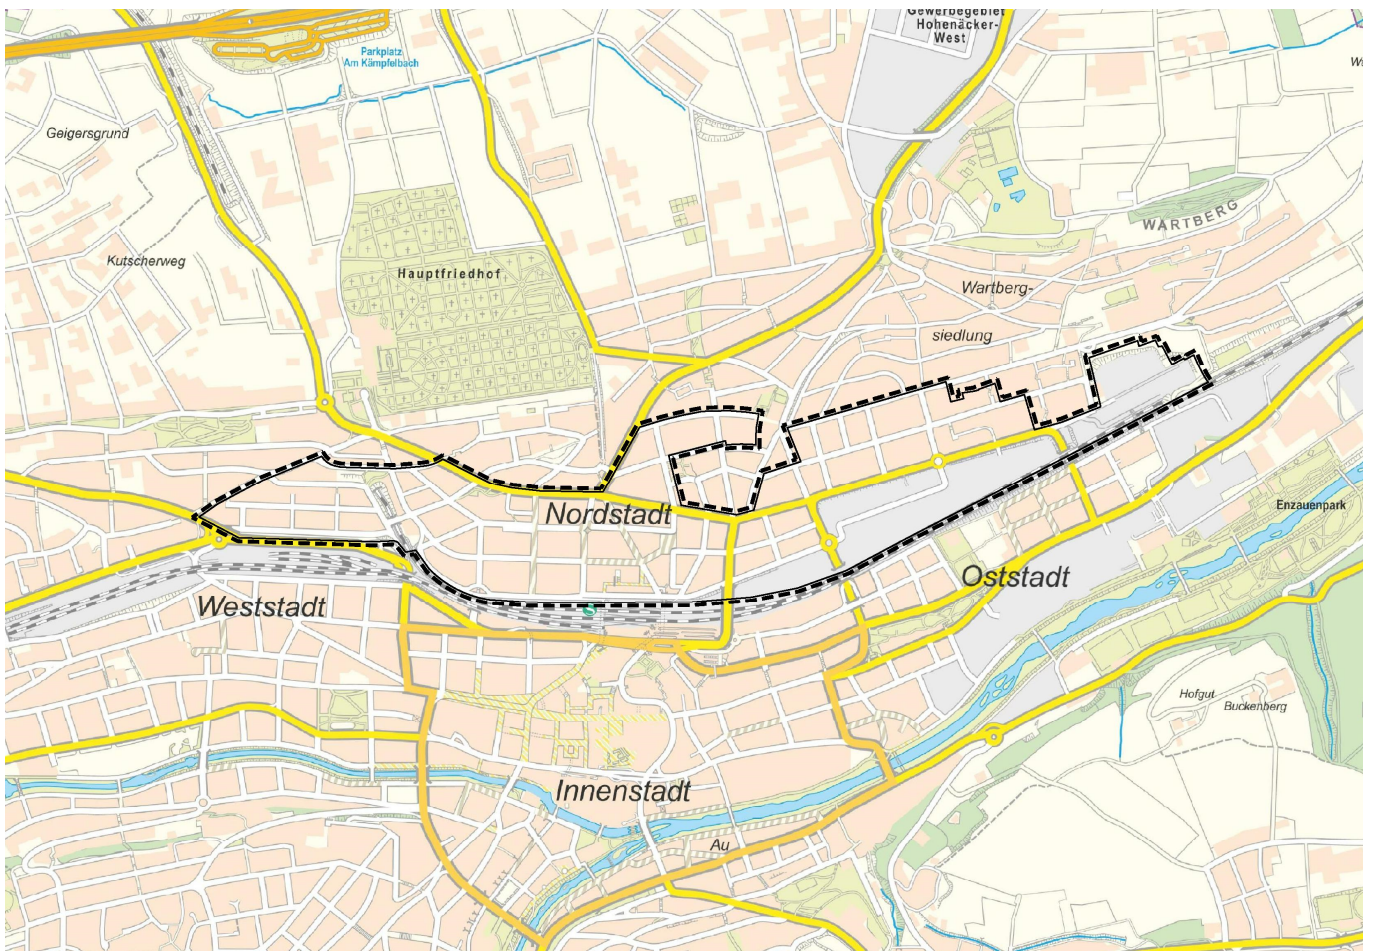 Gewerbegebiet
Hohenäcker-
West
Parkplatz
Am Kämpfelbach
Geigersgrund
WARTBERG
Kutscherweg
Hauptfriedhof
Wartberg-
siedlung
Nordstadt
Enzauenpark
Oststadt
Weststadt
S
Hofgut
Buckenberg
Innenstadt
Au